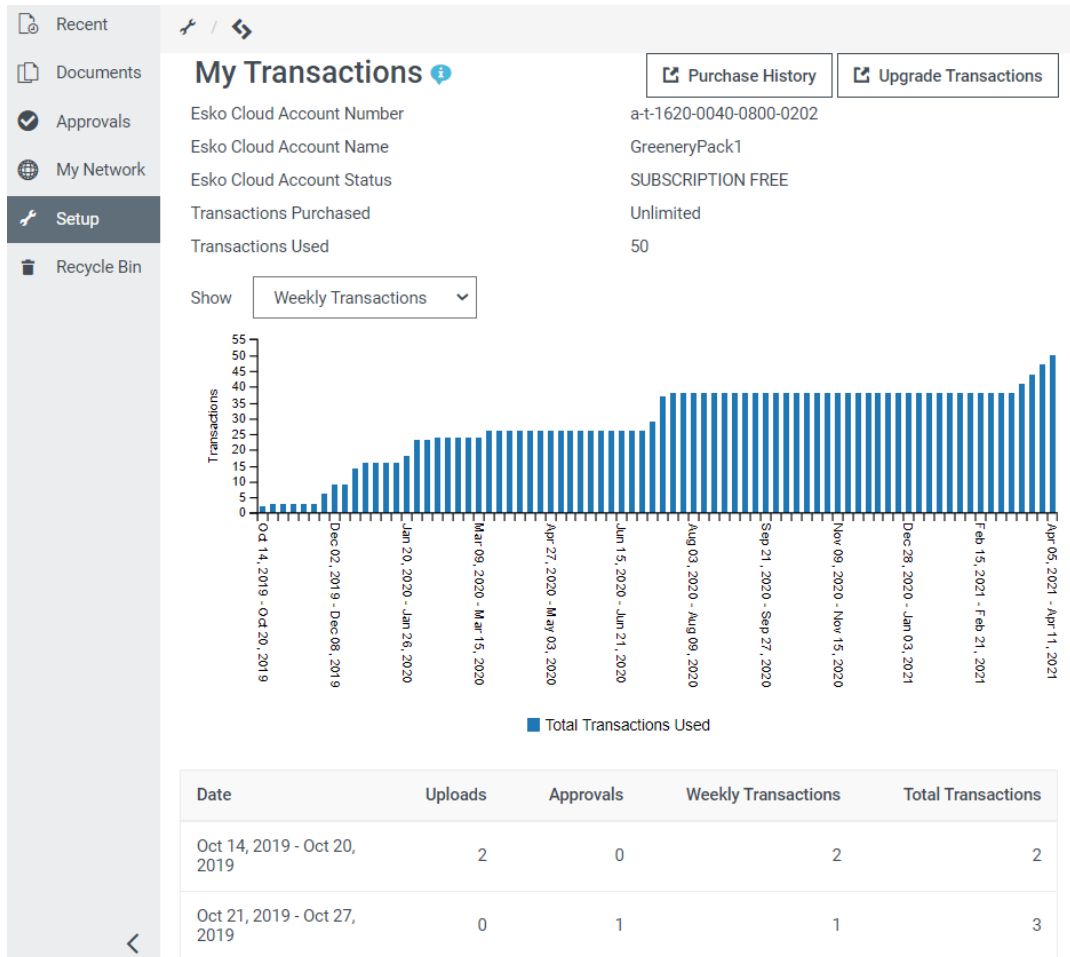 Recent
Documents
Approvals
My Network
Setup
Recycle Bin
/
My Transactions
Purchase History
Upgrade Transactions
Esko Cloud Account Number a-t-1620-0040-0800-0202
Esko Cloud Account Name GreeneryPack1
Esko Cloud Account Status SUBSCRIPTION FREE
Transactions Purchased Unlimited
Transactions Used 50
Show Weekly Transactions
Transactions
55
50
45
40
35
30
25
20
15
10
5
0
Oct 14, 2019 - Oct 20, 2019
Dec 02, 2019 - Dec 08, 2019
Jan 20, 2020 - Jan 26, 2020
Mar 09, 2020 - Mar 15, 2020
Apr 27, 2020 - May 03, 2020
Jun 15, 2020 - Jun 21, 2020
Aug 03, 2020 - Aug 09, 2020
Sep 21, 2020 - Sep 27, 2020
Nov 09, 2020 - Nov 15, 2020
Dec 28, 2020 - Jan 03, 2021
Feb 15, 2021 - Feb 21, 2021
Apr 05, 2021 - Apr 11, 2021
Total Transactions Used
Date Uploads Approvals Weekly Transactions Total Transactions
Oct 14, 2019 - Oct 20,
2019 2 0 2 2
Oct 21, 2019 - Oct 27,
2019 0 1 1 3